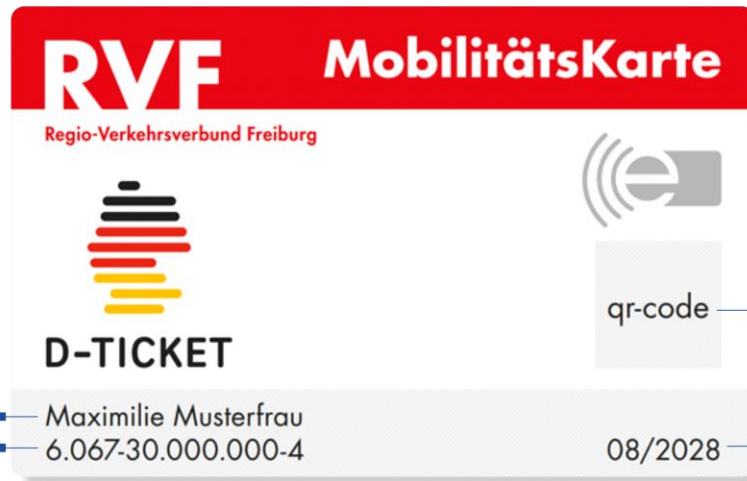 RVF MobilitätsKarte
Regio-Verkehrsverbund Freiburg
e
qr-code
D-TICKET
Maximilie Musterfrau
6.067-30.000.000-4 08/2028